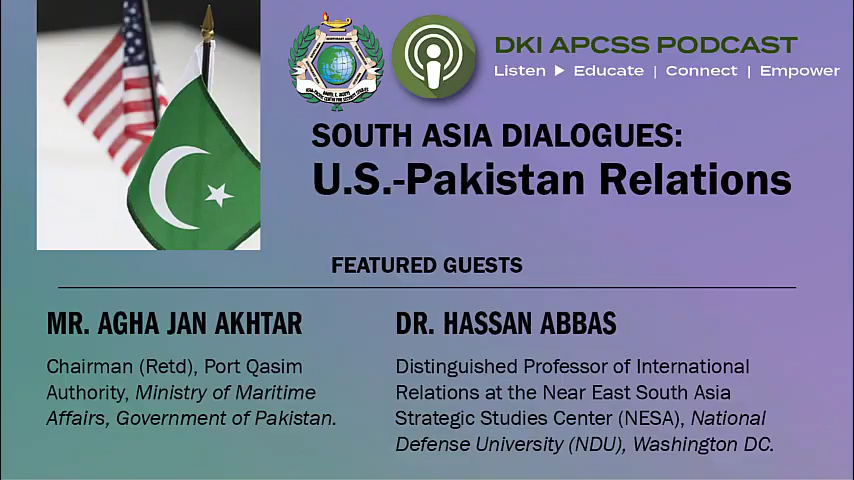 DKI APCSS PODCAST
Listen ▶ Educate | Connect | Empower
SOUTH ASIA DIALOGUES:
U.S.-Pakistan Relations
FEATURED GUESTS
MR. AGHA JAN AKHTAR
Chairman (Retd), Port Qasim
Authority, Ministry of Maritime
Affairs, Government of Pakistan.
DR. HASSAN ABBAS
Distinguished Professor of International
Relations at the Near East South Asia
Strategic Studies Center (NESA), National
Defense University (NDU), Washington DC.